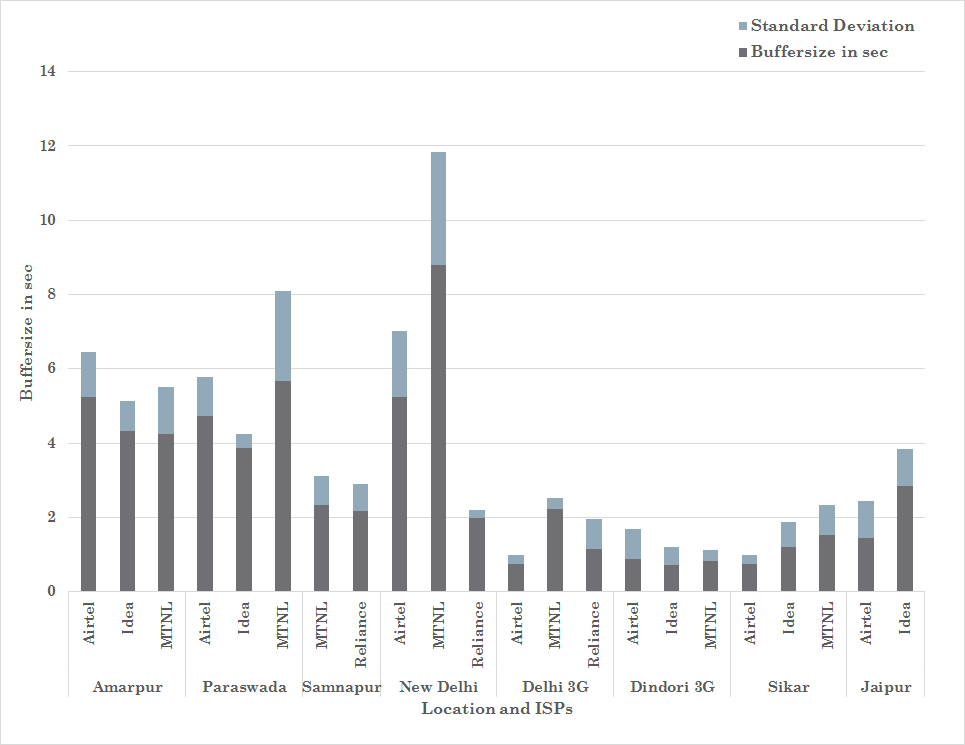 Standard Deviation
Buffersize in sec
14
12
10
8
6
4
2
0
Buffersize in sec
Airtel
Idea
MTNL
Airtel
Idea
MTNL
MTNL
Reliance
Airtel
MTNL
Reliance
Airtel
MTNL
Reliance
Airtel
Idea
MTNL
Airtel
Idea
MTNL
Airtel
Idea
Amarpur
Paraswada
Samnapur
New Delhi
Delhi 3G
Dindori 3G
Sikar
Jaipur
Location and ISPs